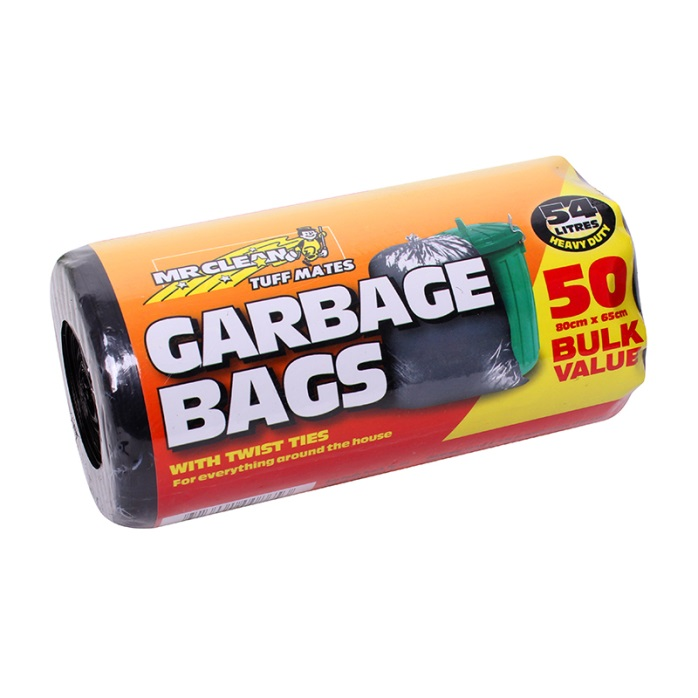 MR CLEAN
TUFF MATES
GARBAGE
BAGS
WITH TWIST TIES
For everything around the house
54
LITRES
HEAVY DUTY
50
80cm x 65cm
BULK
VALUE